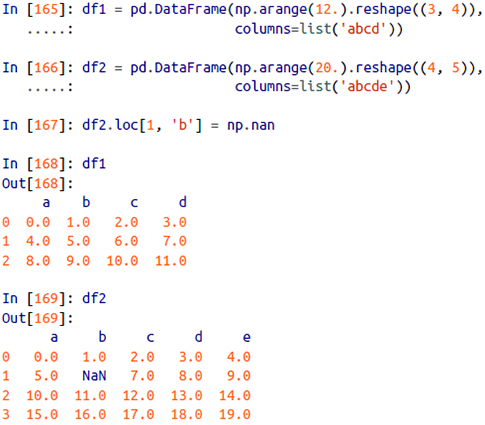 In [165]: df1 = pd.DataFrame(np.arange(12.).reshape((3, 4)),
.....: columns=list('abcd'))
In [166]: df2 = pd.DataFrame(np.arange(20.).reshape((4, 5)),
.....: columns=list('abcde'))
In [167]: df2.loc[1, 'b'] = np.nan
In [168]: df1
Out[168]:
a b c d
0 0.0 1.0 2.0 3.0
1 4.0 5.0 6.0 7.0
2 8.0 9.0 10.0 11.0
In [169]: df2
Out[169]:
a b c d e
0 0.0 1.0 2.0 3.0 4.0
1 5.0 NaN 7.0 8.0 9.0
2 10.0 11.0 12.0 13.0 14.0
3 15.0 16.0 17.0 18.0 19.0